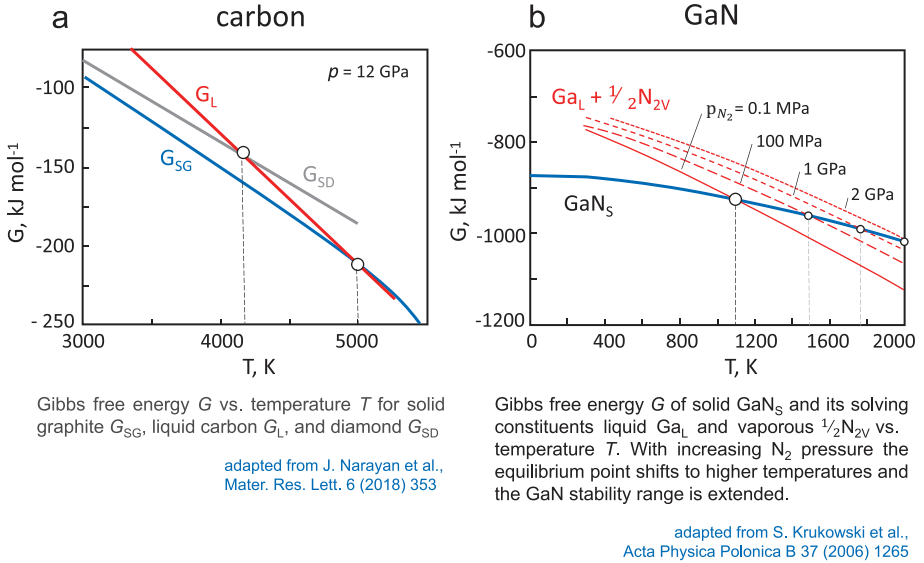 a
carbon
-100
-150
-200
- 250
G, kJ mol-1
3000
4000
5000
T, K
p = 12 GPa
GL
GSG
GSD
Gibbs free energy G vs. temperature T for solid
graphite GSG, liquid carbon GL, and diamond GSD
adapted from J. Narayan et al.,
Mater. Res. Lett. 6 (2018) 353
b
GaN
-600
-800
-1000
-1200
G, kJ mol-1
0
400
800
1200
1600
2000
T, K
GaL + 1/2N2V
pN2 = 0.1 MPa
100 MPa
1 GPa
2 GPa
GaNS
Gibbs free energy G of solid GaNS and its solving
constituents liquid GaL and vaporous 1/2N2V vs.
temperature T. With increasing N2 pressure the
equilibrium point shifts to higher temperatures and
the GaN stability range is extended.
adapted from S. Krukowski et al.,
Acta Physica Polonica B 37 (2006) 1265